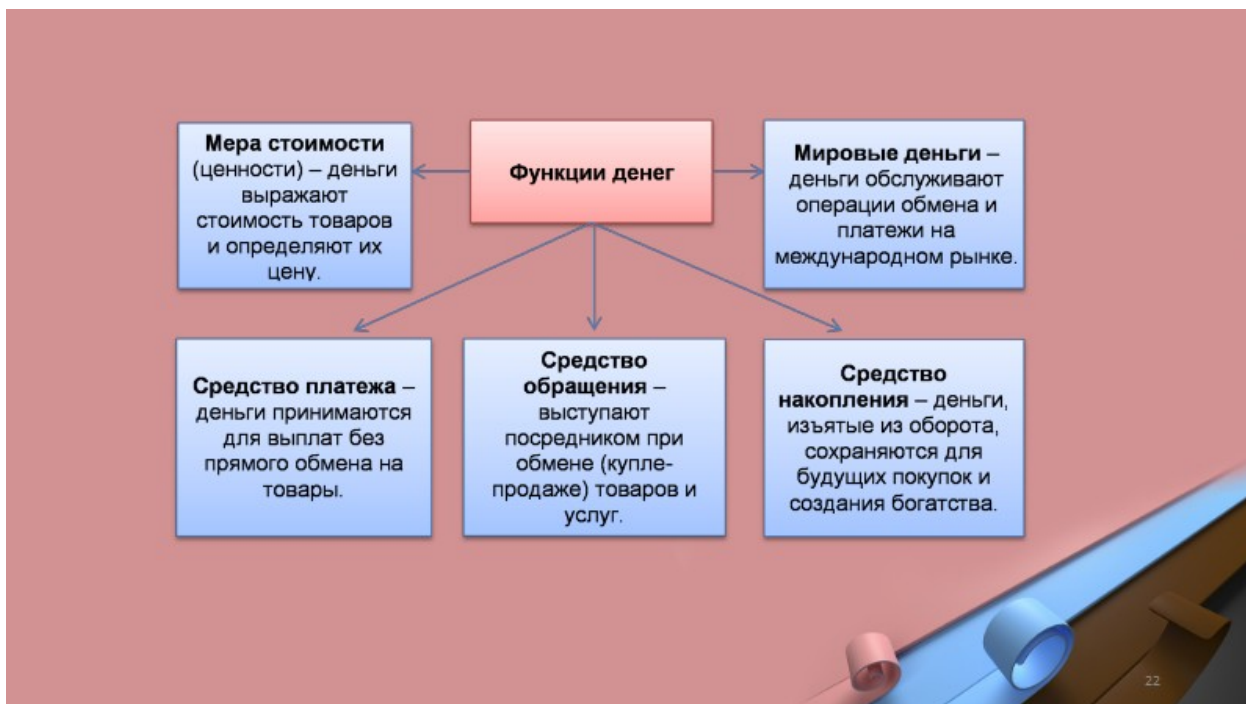 Мера стоимости
(ценности) – деньги
выражают
стоимость товаров
и определяют их
цену.
Функции денег
Мировые деньги –
деньги обслуживают
операции обмена и
платежи на
международном рынке.
Средство платежа –
деньги принимаются
для выплат без
прямого обмена на
товары.
Средство
обращения –
выступают
посредником при
обмене (купле-
продаже) товаров и
услуг.
Средство
накопления – деньги,
изъятые из оборота,
сохраняются для
будущих покупок и
создания богатства.
22